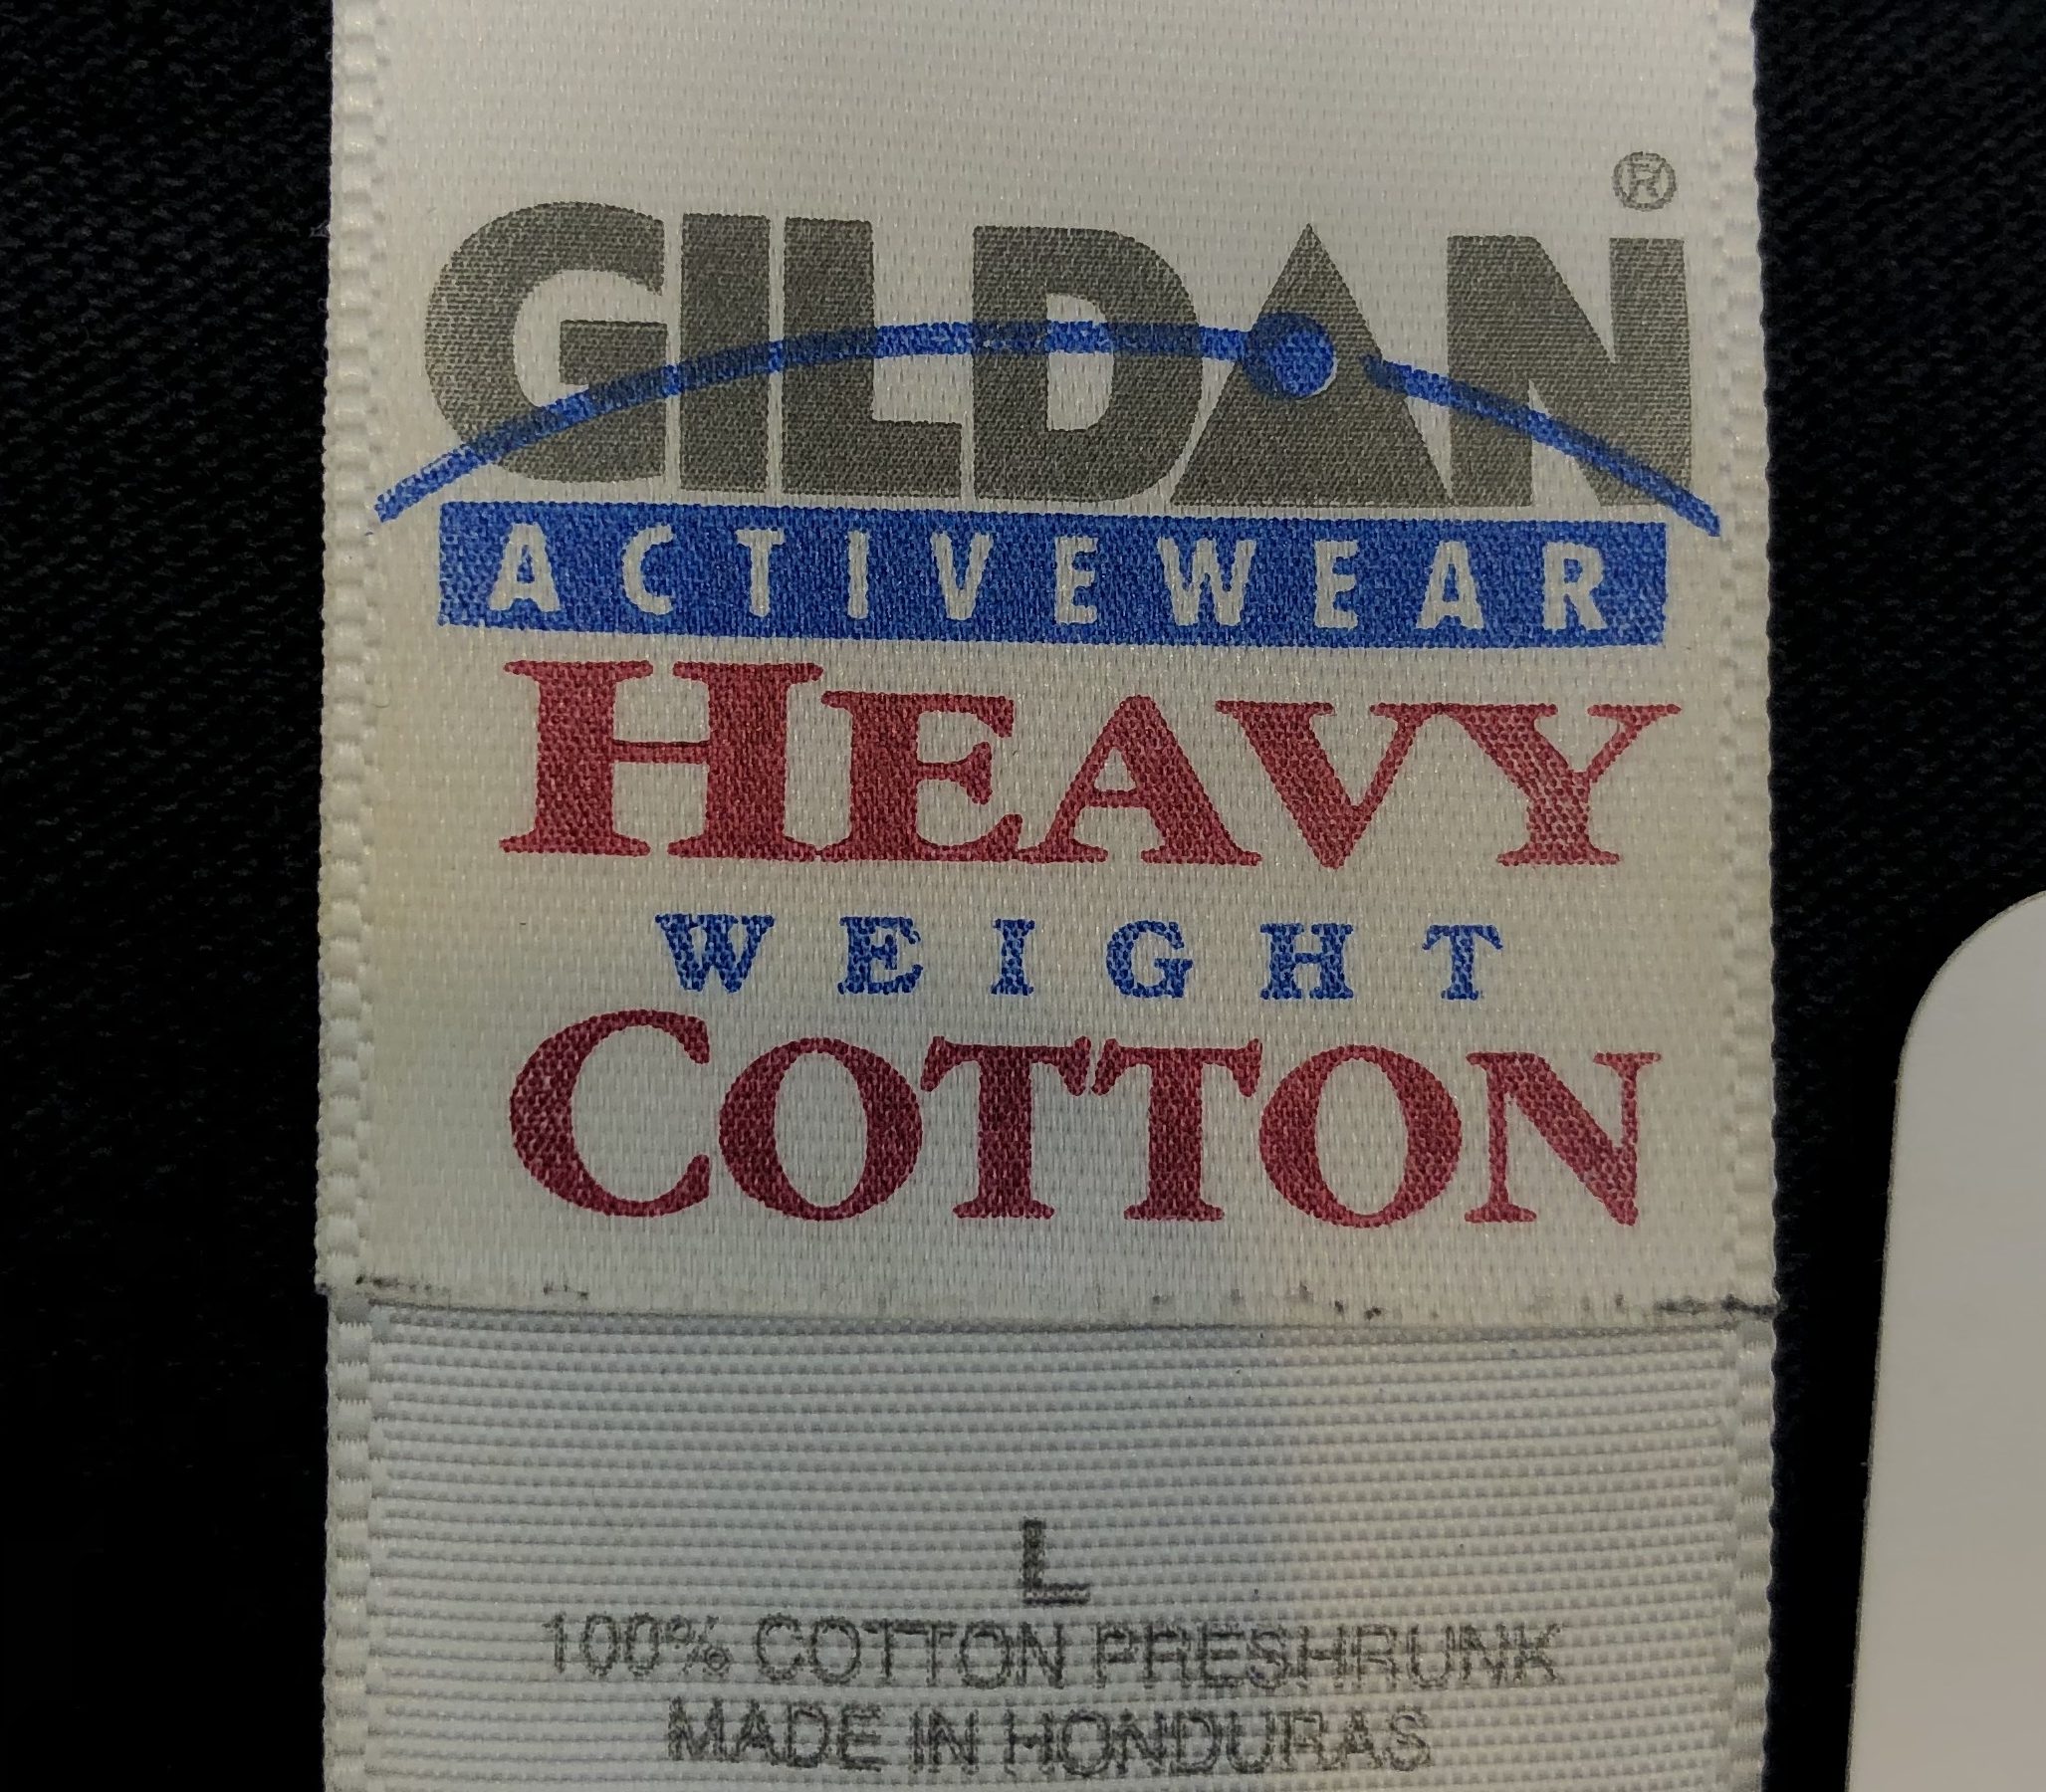 GILDAN®
ACTIVEWEAR
HEAVY
WEIGHT
COTTON
L
100% COTTON PRESHRUNK
MADE IN HONDURAS